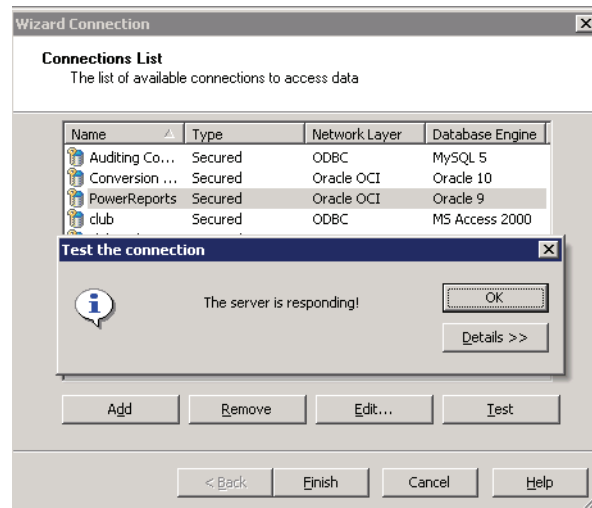 Wizard Connection
Connections List
The list of available connections to access data
Name Type Network Layer Database Engine
Auditing Co... Secured ODBC MySQL 5
Conversion ... Secured Oracle OCI Oracle 10
PowerReports Secured Oracle OCI Oracle 9
club Secured ODBC MS Access 2000
Test the connection
The server is responding!
OK
Details >>
Add Remove Edit... Test
< Back Finish Cancel Help